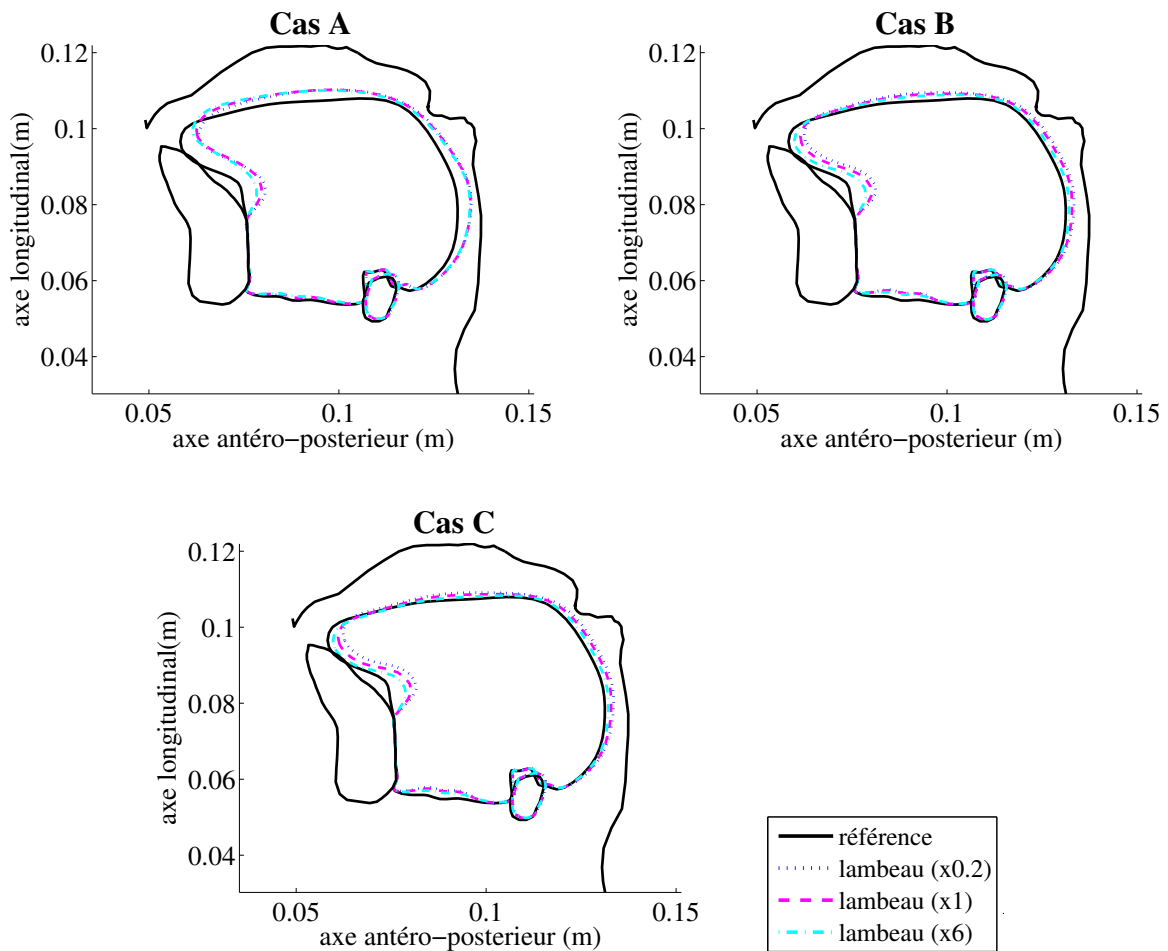 Cas A
0.12
0.1
0.08
0.06
0.04
axe longitudinal(m)
0.05
0.1
0.15
axe antéro−posterieur (m)
Cas B
0.12
0.1
0.08
0.06
0.04
axe longitudinal(m)
0.05
0.1
0.15
axe antéro−posterieur (m)
Cas C
0.12
0.1
0.08
0.06
0.04
axe longitudinal(m)
0.05
0.1
0.15
axe antéro−posterieur (m)
référence
lambeau (x0.2)
lambeau (x1)
lambeau (x6)